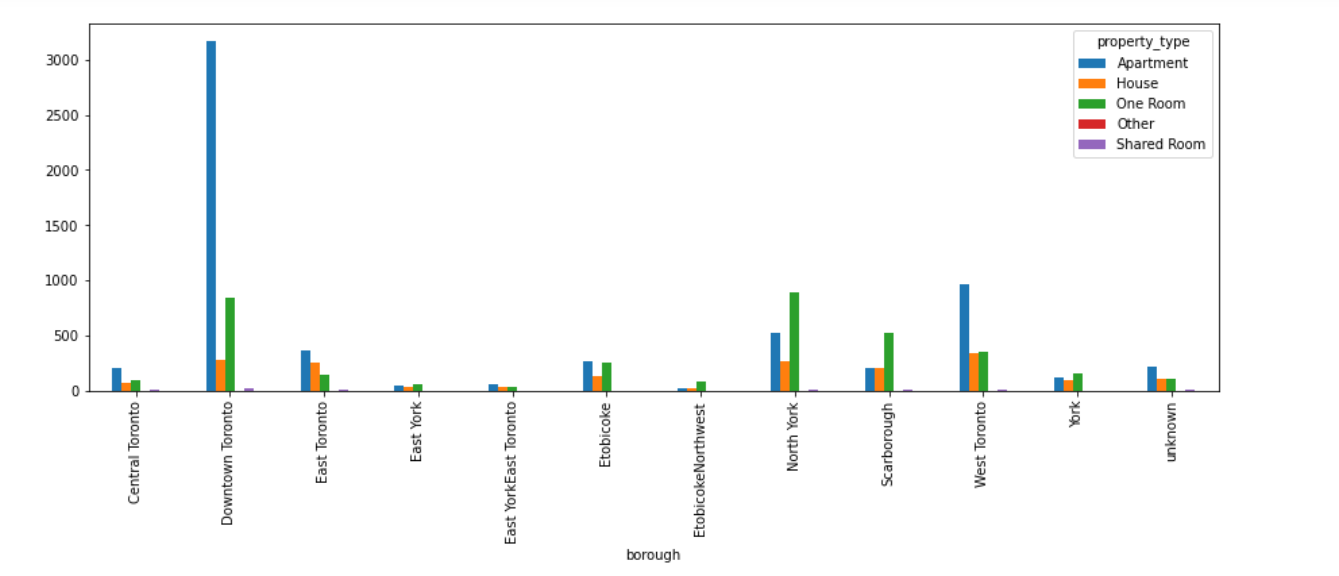 3000
2500
2000
1500
1000
500
0
property_type
Apartment
House
One Room
Other
Shared Room
Central Toronto
Downtown Toronto
East Toronto
East York
East YorkEast Toronto
Etobicoke
EtobicokeNorthwest
North York
Scarborough
West Toronto
York
unknown
borough